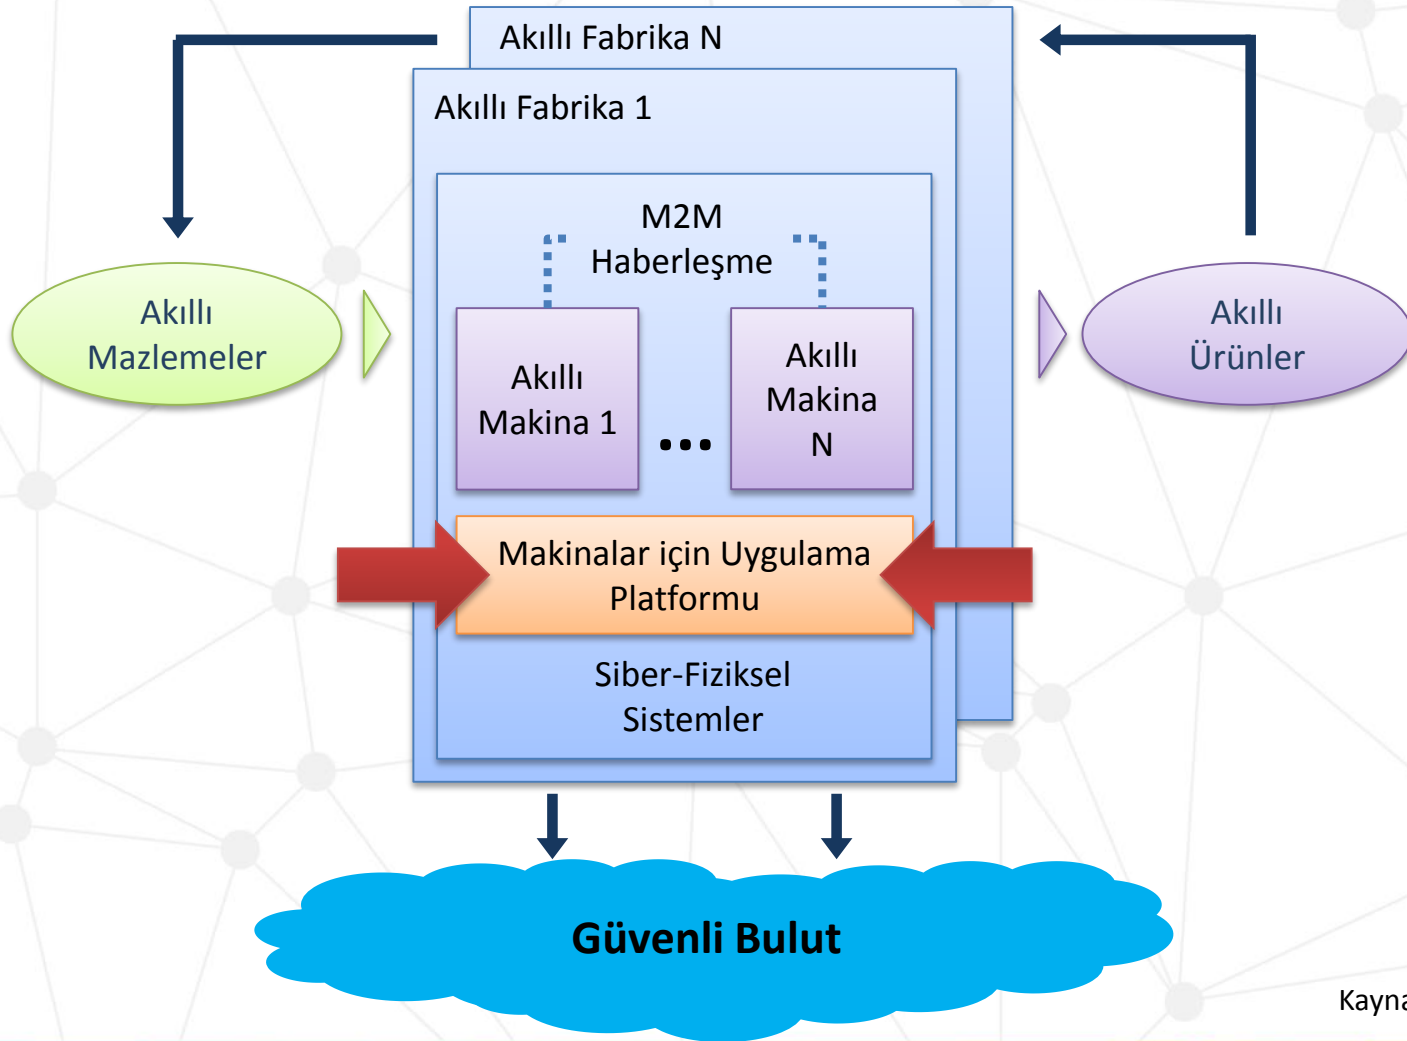 Akıllı Fabrika N
Akıllı Fabrika 1
M2M
Haberleşme
Akıllı
Mazlemeler
Akıllı
Makina 1
...
Akıllı
Makina
N
Akıllı
Ürünler
Makinalar için Uygulama
Platformu
Siber-Fiziksel
Sistemler
Güvenli Bulut